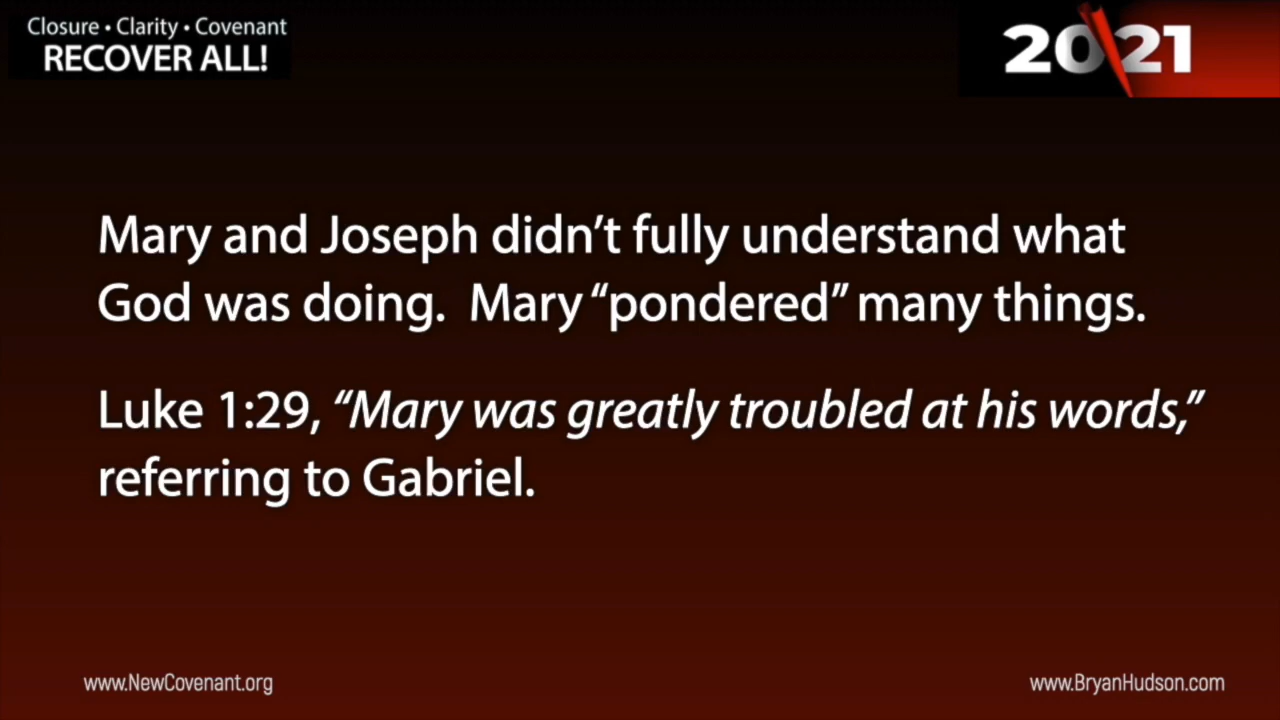 Closure • Clarity • Covenant
RECOVER ALL!
2021
Mary and Joseph didn’t fully understand what
God was doing.  Mary “pondered” many things.
Luke 1:29, “Mary was greatly troubled at his words,”
referring to Gabriel.
www.NewCovenant.org
www.BryanHudson.com